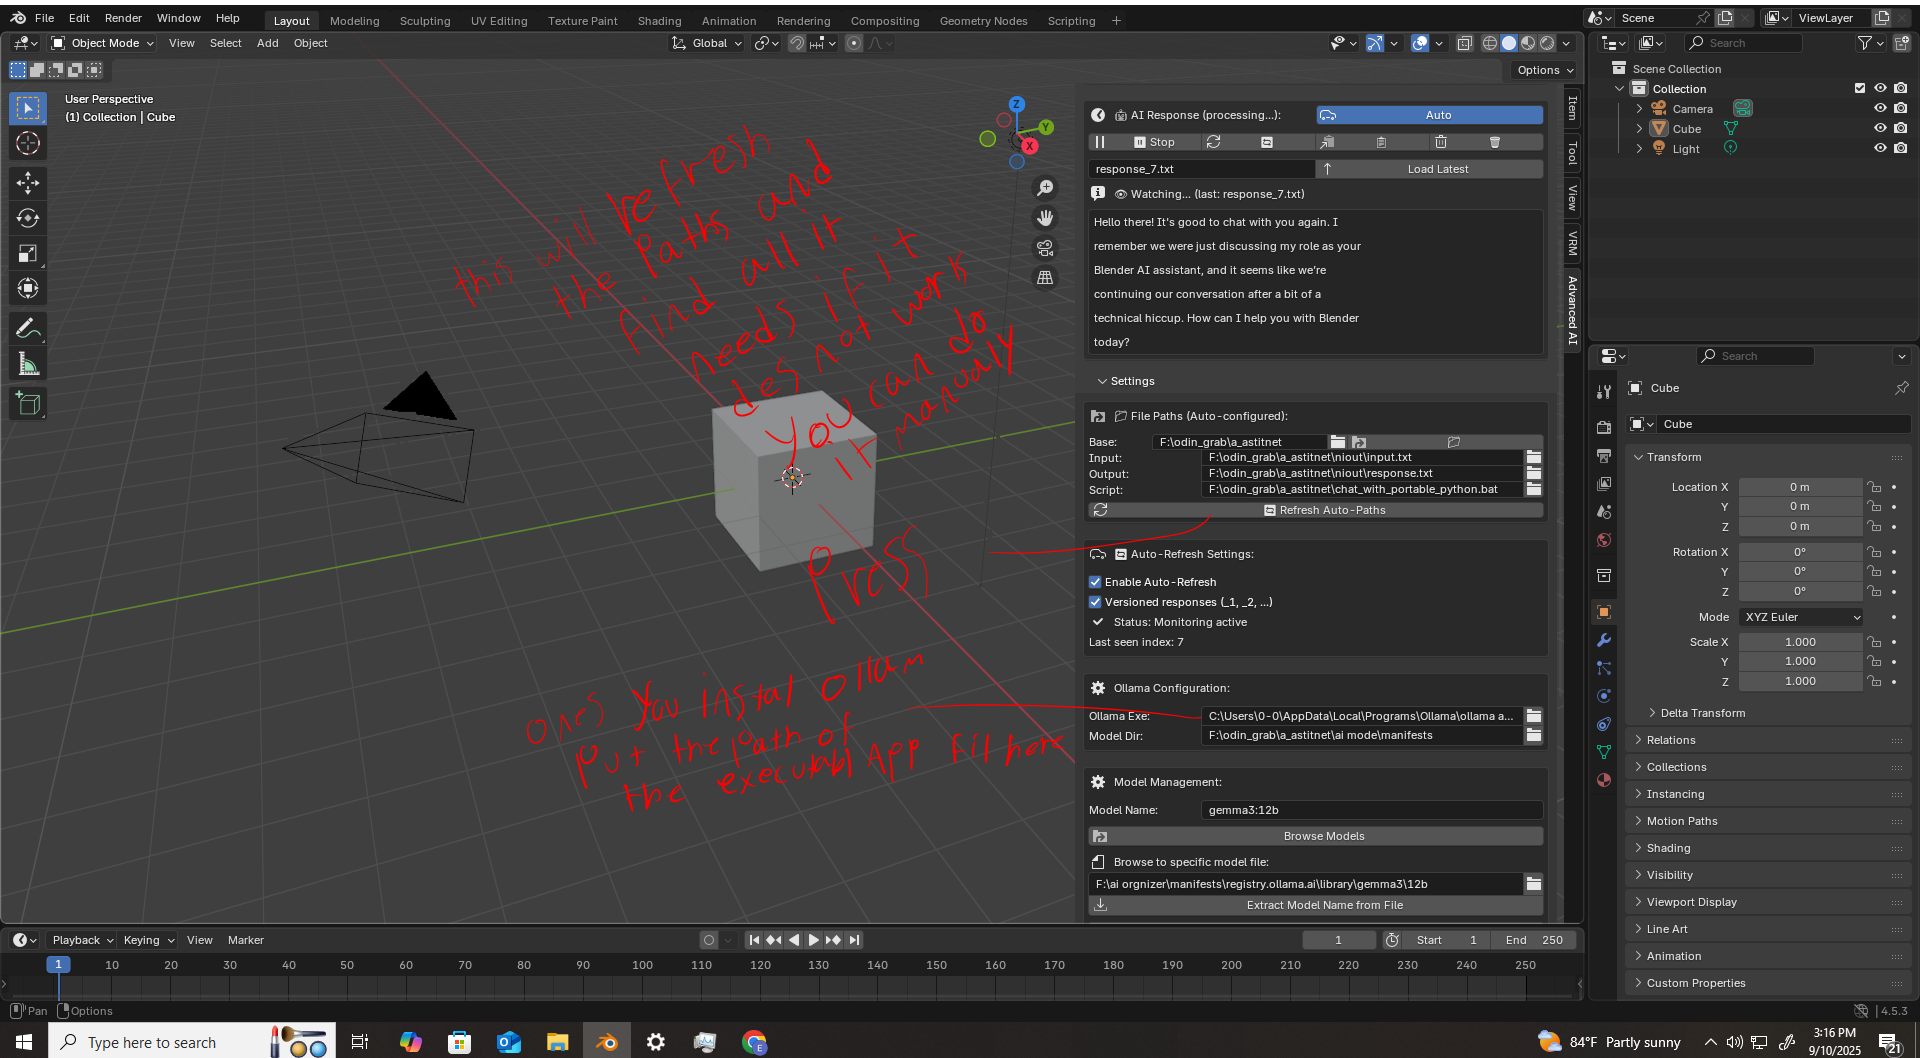 File Edit Render Window Help
Layout Modeling Sculpting UV Editing Texture Paint Shading Animation Rendering Compositing Geometry Nodes Scripting +
Scene
ViewLayer
Object Mode View Select Add Object
Global
Options
User Perspective
(1) Collection | Cube
Z
Y
X
this will refresh
the Paths and
find all it
needs if it
des not work
you can do
it manualy
Press
ones you instal Ollam
put the path of
the executabl App fil here
AI Response (processing...):
Auto
Stop
response_7.txt
Load Latest
Watching... (last: response_7.txt)
Hello there! It's good to chat with you again. I
remember we were just discussing my role as your
Blender AI assistant, and it seems like we're
continuing our conversation after a bit of a
technical hiccup. How can I help you with Blender
today?
Settings
File Paths (Auto-configured):
Base: F:\odin_grab\a_astitnet
Input: F:\odin_grab\a_astitnet\niout\input.txt
Output: F:\odin_grab\a_astitnet\niout\response.txt
Script: F:\odin_grab\a_astitnet\chat_with_portable_python.bat
Refresh Auto-Paths
Auto-Refresh Settings:
Enable Auto-Refresh
Versioned responses (_1, _2, ...)
Status: Monitoring active
Last seen index: 7
Ollama Configuration:
Ollama Exe: C:\Users\0-0\AppData\Local\Programs\Ollama\ollama a...
Model Dir: F:\odin_grab\a_astitnet\ai mode\manifests
Model Management:
Model Name: gemma3:12b
Browse Models
Browse to specific model file:
F:\ai orgnizer\manifests\registry.ollama.ai\library\gemma3\12b
Extract Model Name from File
Item
Tool
View
VRM
Advanced AI
Search
Scene Collection
Collection
Camera
Cube
Light
Search
Cube
Cube
Transform
Location X 0 m
Y 0 m
Z 0 m
Rotation X 0°
Y 0°
Z 0°
Mode XYZ Euler
Scale X 1.000
Y 1.000
Z 1.000
Delta Transform
Relations
Collections
Instancing
Motion Paths
Shading
Visibility
Viewport Display
Line Art
Animation
Custom Properties
Playback Keying View Marker
1 Start 1 End 250
1 10 20 30 40 50 60 70 80 90 100 110 120 130 140 150 160 170 180 190 200 210 220 230 240 250
Pan Options
4.5.3
Type here to search
E
84°F Partly sunny
3:16 PM
9/10/2025
21